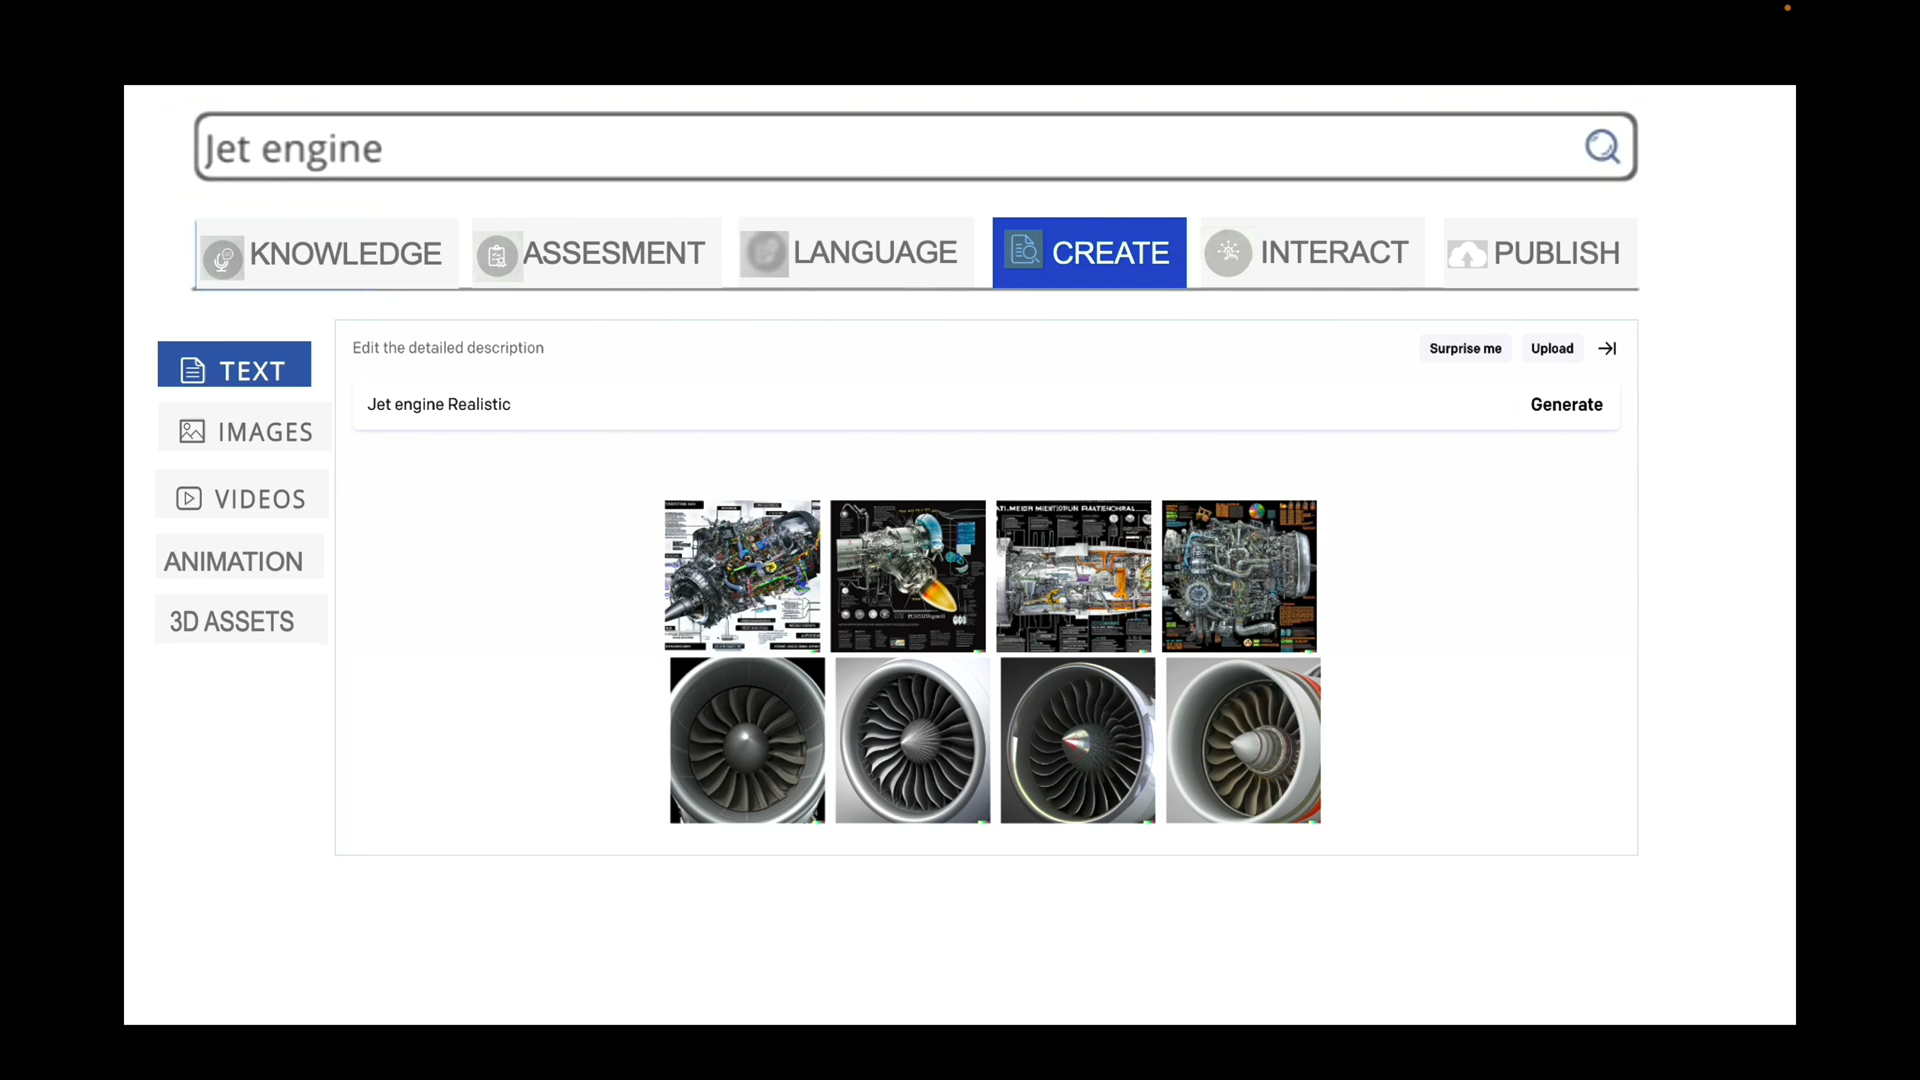 Jet engine
KNOWLEDGE
ASSESMENT
LANGUAGE
CREATE
INTERACT
PUBLISH
TEXT
IMAGES
VIDEOS
ANIMATION
3D ASSETS
Edit the detailed description
Surprise me
Upload
Jet engine Realistic
Generate